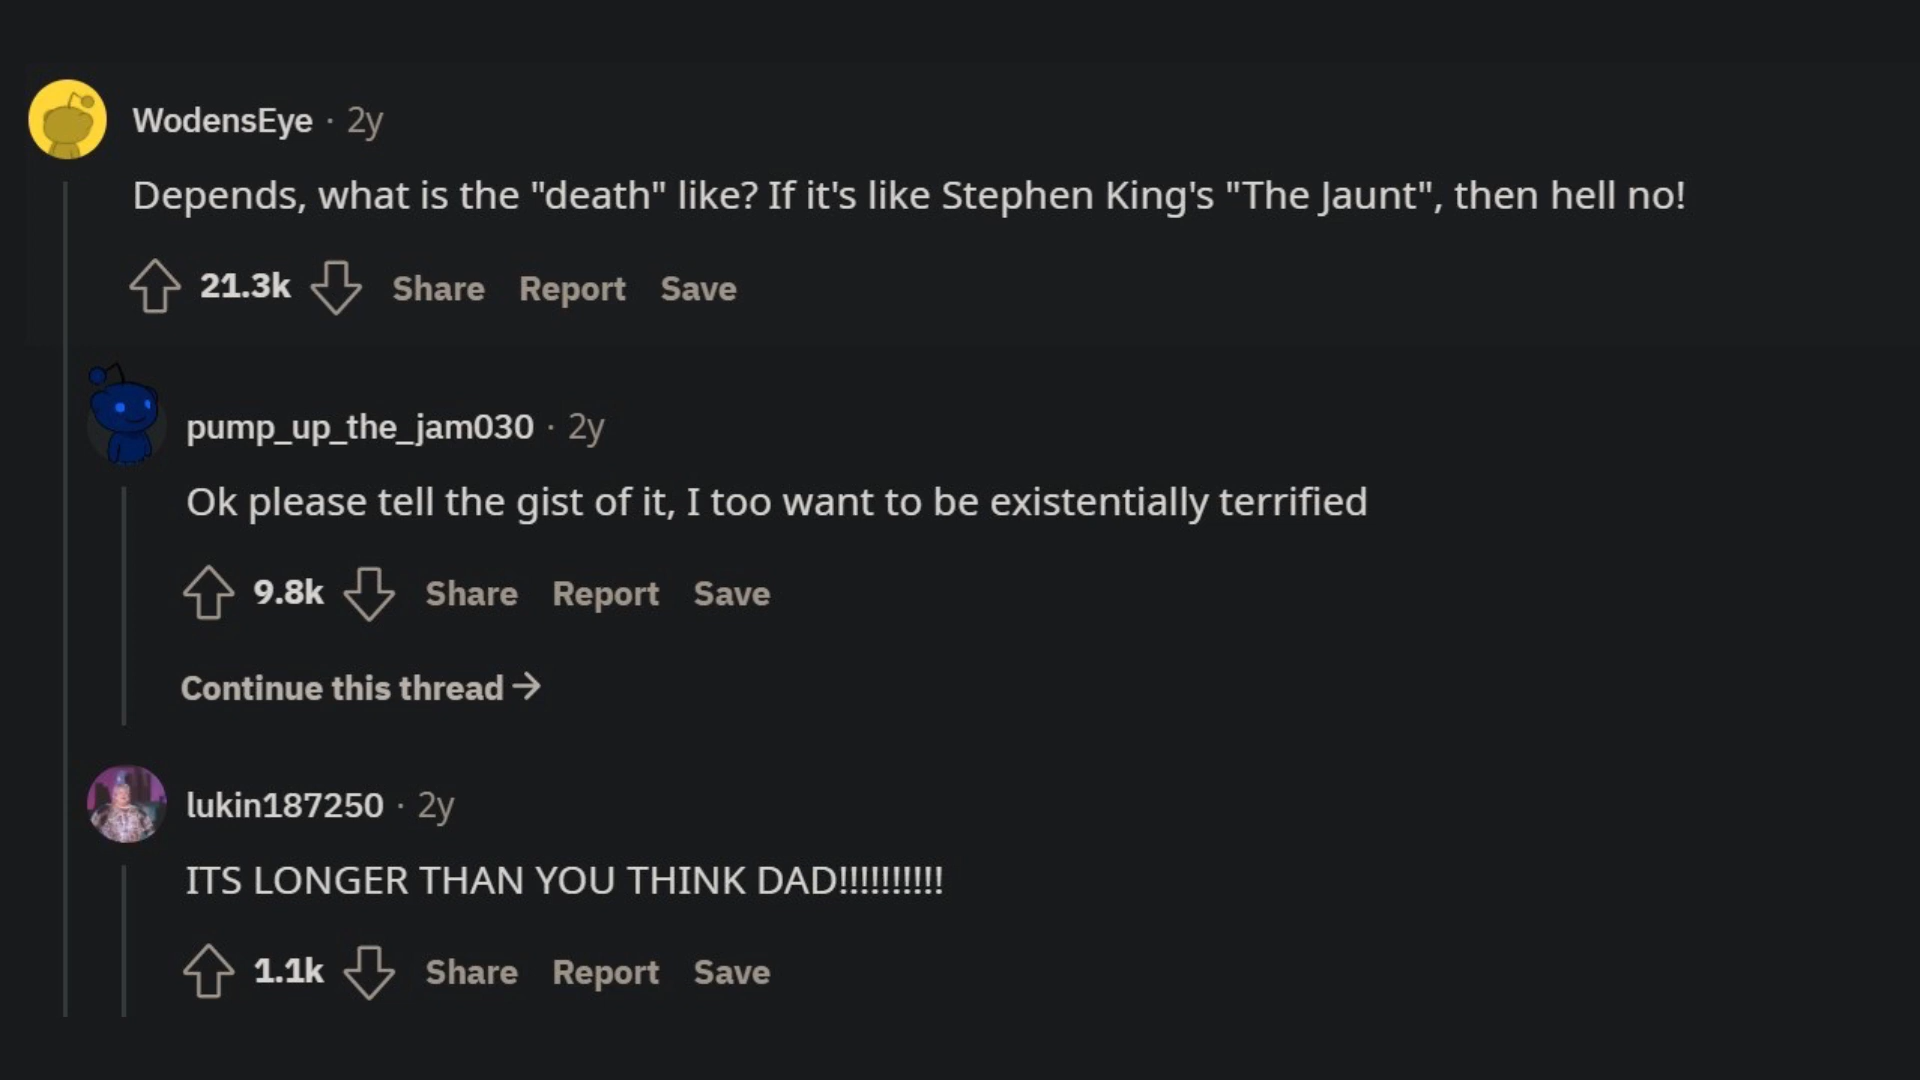 WodensEye · 2y
Depends, what is the "death" like? If it's like Stephen King's "The Jaunt", then hell no!
21.3k Share Report Save
pump_up_the_jam030 · 2y
Ok please tell the gist of it, I too want to be existentially terrified
9.8k Share Report Save
Continue this thread →
lukin187250 · 2y
ITS LONGER THAN YOU THINK DAD!!!!!!!!!!
1.1k Share Report Save